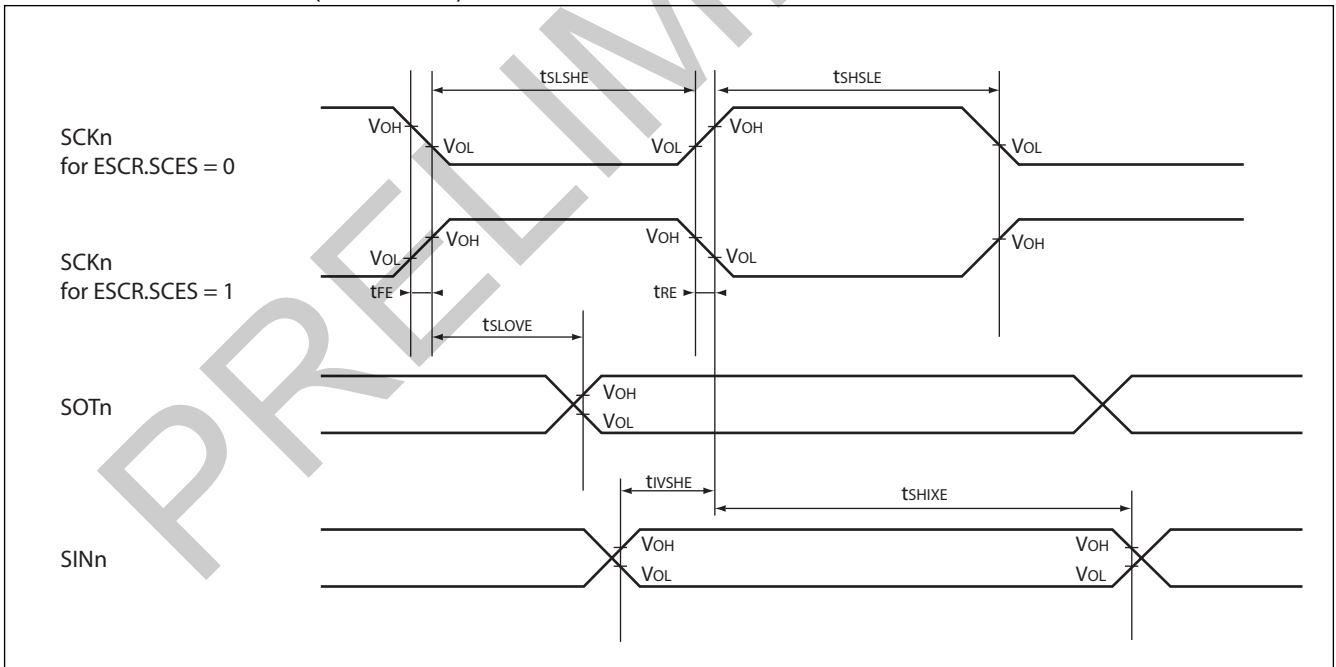 tSLSHE
tSHSLE
SCKn
for ESCR.SCES = 0
VOH
VOL
VOL
VOH
VOL
SCKn
for ESCR.SCES = 1
VOL
VOH
VOH
VOL
VOH
tFE
tRE
tSLOVE
SOTn
VOH
VOL
tIVSHE
tSHIXE
SINn
VOH
VOL
VOH
VOL